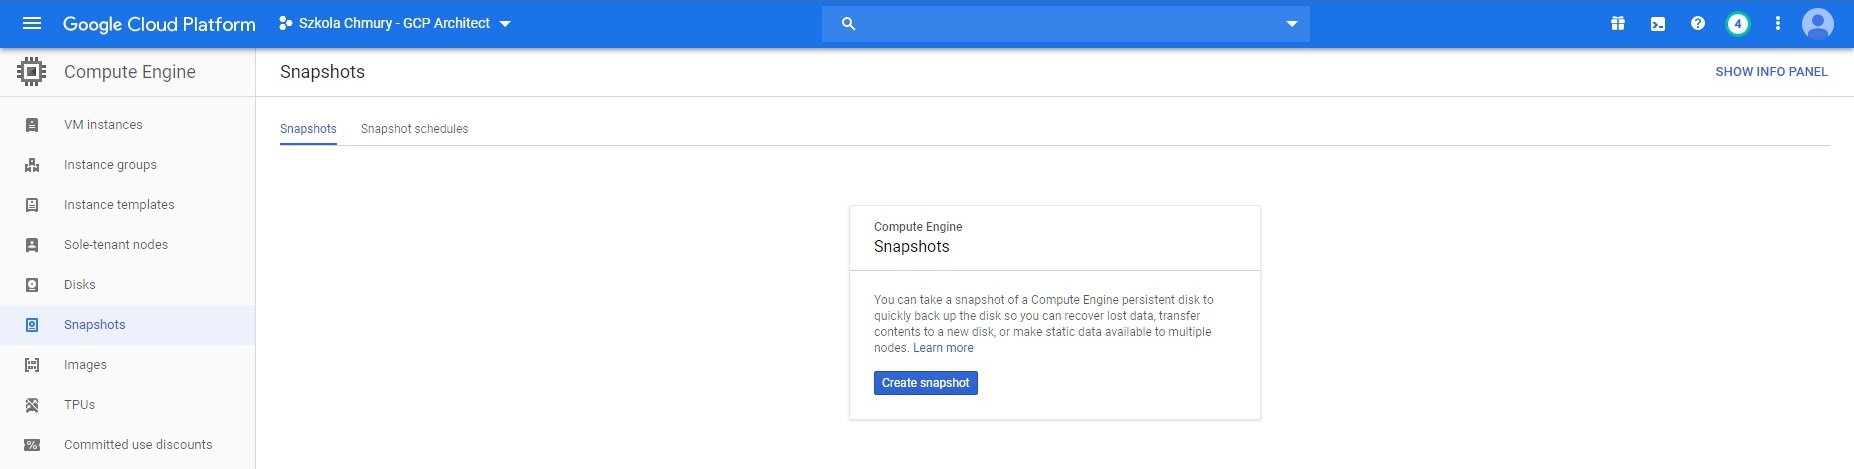 Google Cloud Platform
Szkola Chmury - GCP Architect
4
Compute Engine
Snapshots
SHOW INFO PANEL
VM instances
Instance groups
Instance templates
Sole-tenant nodes
Disks
Snapshots
Images
TPUs
Committed use discounts
Snapshots
Snapshot schedules
Compute Engine
Snapshots
You can take a snapshot of a Compute Engine persistent disk to
quickly back up the disk so you can recover lost data, transfer
contents to a new disk, or make static data available to multiple
nodes. Learn more
Create snapshot